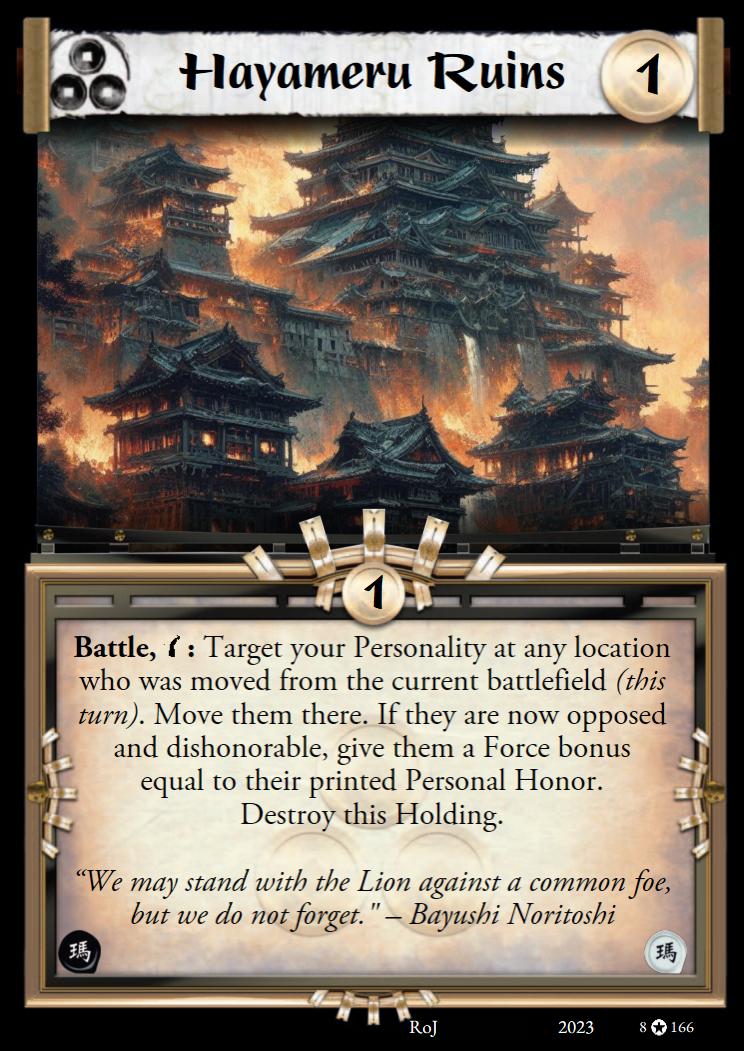 Hayameru Ruins 1
1
Battle, : Target your Personality at any location
who was moved from the current battlefield (this
turn). Move them there. If they are now opposed
and dishonorable, give them a Force bonus
equal to their printed Personal Honor.
Destroy this Holding.
“We may stand with the Lion against a common foe,
but we do not forget." – Bayushi Noritoshi
瑪 瑪
RoJ 2023 8 166